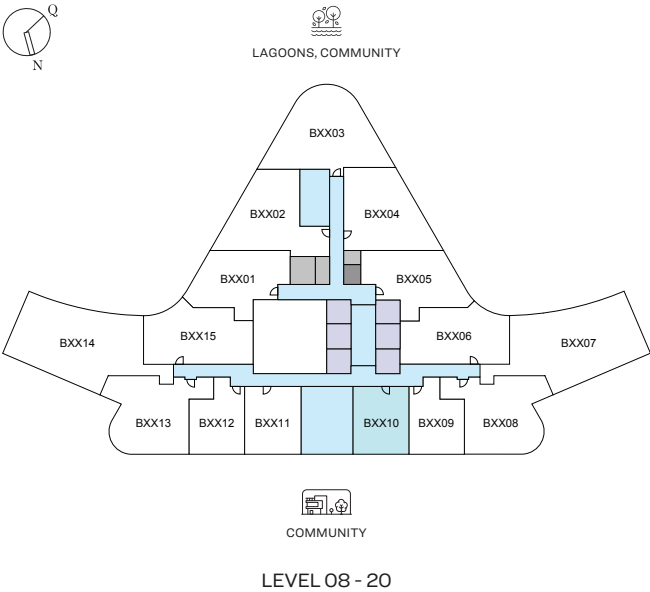 Q
N
LAGOONS, COMMUNITY
BXX03
BXX02
BXX04
BXX01
BXX05
BXX14
BXX15
BXX06
BXX07
BXX13
BXX12
BXX11
BXX10
BXX09
BXX08
COMMUNITY
LEVEL 08 - 20